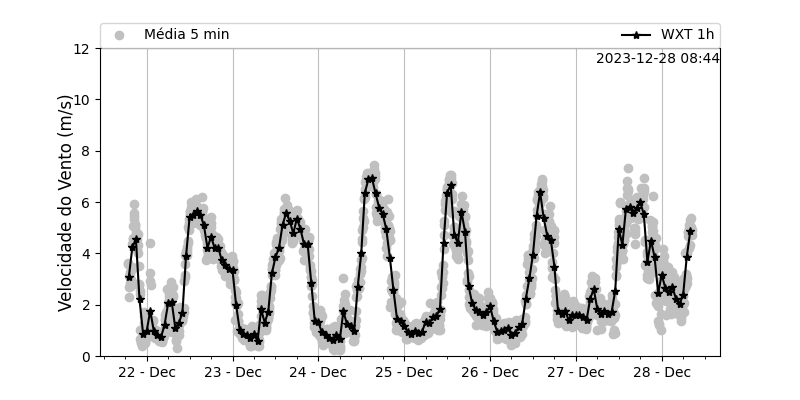 Média 5 min
WXT 1h
2023-12-28 08:44
Velocidade do Vento (m/s)
12
10
8
6
4
2
0
22 - Dec
23 - Dec
24 - Dec
25 - Dec
26 - Dec
27 - Dec
28 - Dec